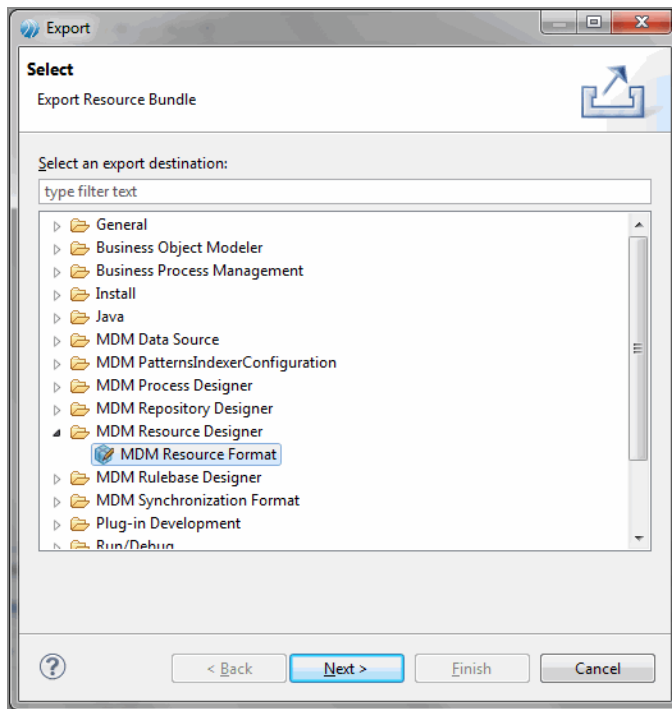 Export
Select
Export Resource Bundle
Select an export destination:
type filter text
General
Business Object Modeler
Business Process Management
Install
Java
MDM Data Source
MDM PatternsIndexerConfiguration
MDM Process Designer
MDM Repository Designer
MDM Resource Designer
MDM Resource Format
MDM Rulebase Designer
MDM Synchronization Format
Plug-in Development
Run/Debug
?
< Back
Next >
Finish
Cancel